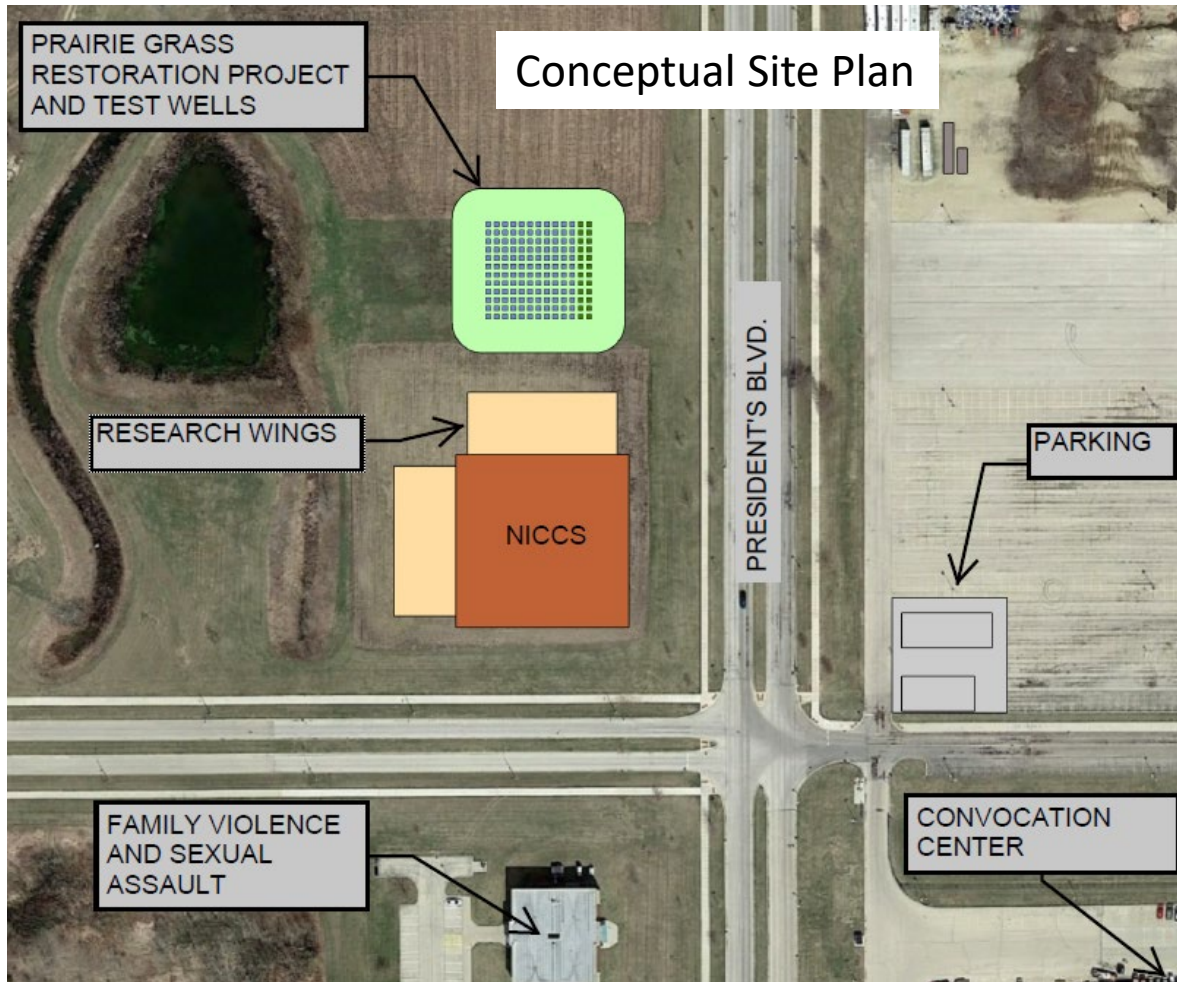 PRAIRIE GRASS
RESTORATION PROJECT
AND TEST WELLS
Conceptual Site Plan
RESEARCH WINGS
PRESIDENT'S BLVD.
PARKING
NICCS
FAMILY VIOLENCE
AND SEXUAL
ASSAULT
CONVOCATION
CENTER